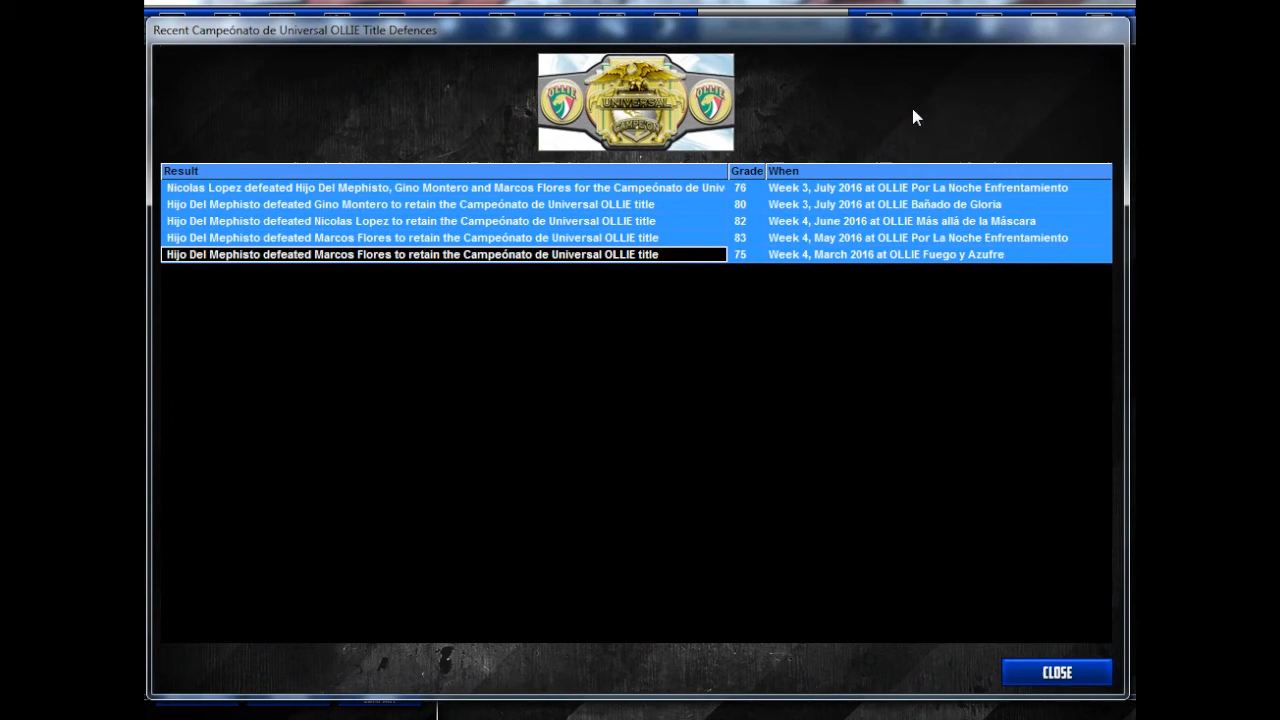 Recent Campeónato de Universal OLLIE Title Defences
OLLIE UNIVERSAL OLLIE
CAMPEON
Result Grade When
Nicolas Lopez defeated Hijo Del Mephisto, Gino Montero and Marcos Flores for the Campeónato de Univ 76 Week 3, July 2016 at OLLIE Por La Noche Enfrentamiento
Hijo Del Mephisto defeated Gino Montero to retain the Campeónato de Universal OLLIE title 80 Week 3, July 2016 at OLLIE Bañado de Gloria
Hijo Del Mephisto defeated Nicolas Lopez to retain the Campeónato de Universal OLLIE title 82 Week 4, June 2016 at OLLIE Más allá de la Máscara
Hijo Del Mephisto defeated Marcos Flores to retain the Campeónato de Universal OLLIE title 83 Week 4, May 2016 at OLLIE Por La Noche Enfrentamiento
Hijo Del Mephisto defeated Marcos Flores to retain the Campeónato de Universal OLLIE title 75 Week 4, March 2016 at OLLIE Fuego y Azufre
CLOSE